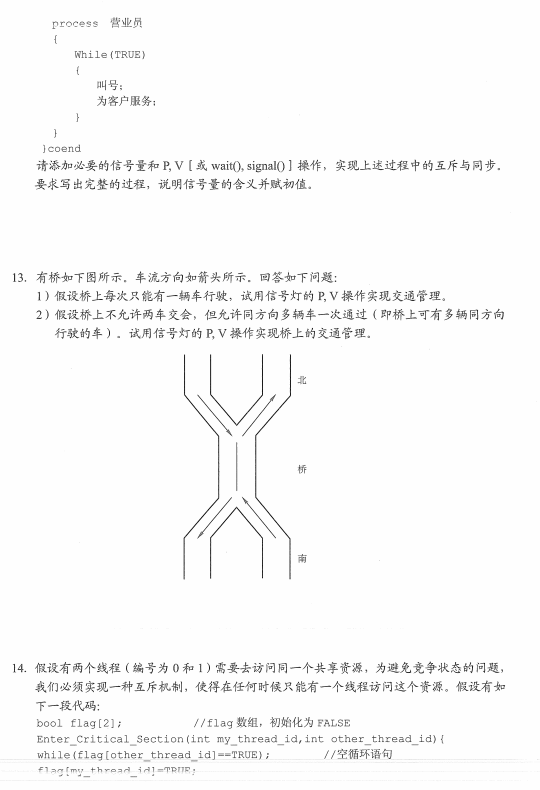 process 营业员
{
While(TRUE)
{
叫号;
为客户服务;
}
}
}coend
请添加必要的信号量和 P, V [ 或 wait(), signal() ] 操作，实现上述过程中的互斥与同步。
要求写出完整的过程，说明信号量的含义并赋初值。
13. 有桥如下图所示。车流方向如箭头所示。回答如下问题：
1）假设桥上每次只能有一辆车行驶，试用信号灯的 P, V 操作实现交通管理。
2）假设桥上不允许两车交会，但允许同方向多辆车一次通过（即桥上可有多辆同方向
行驶的车）。试用信号灯的 P, V 操作实现桥上的交通管理。
北
桥
南
14. 假设有两个线程（编号为 0 和 1）需要去访问同一个共享资源，为避免竞争状态的问题，
我们必须实现一种互斥机制，使得在任何时候只能有一个线程访问这个资源。假设有如
下一段代码：
bool flag[2]; //flag 数组，初始化为 FALSE
Enter_Critical_Section(int my_thread_id,int other_thread_id){
while(flag[other_thread_id]==TRUE); //空循环语句
flag[my_thread_id]=TRUE;